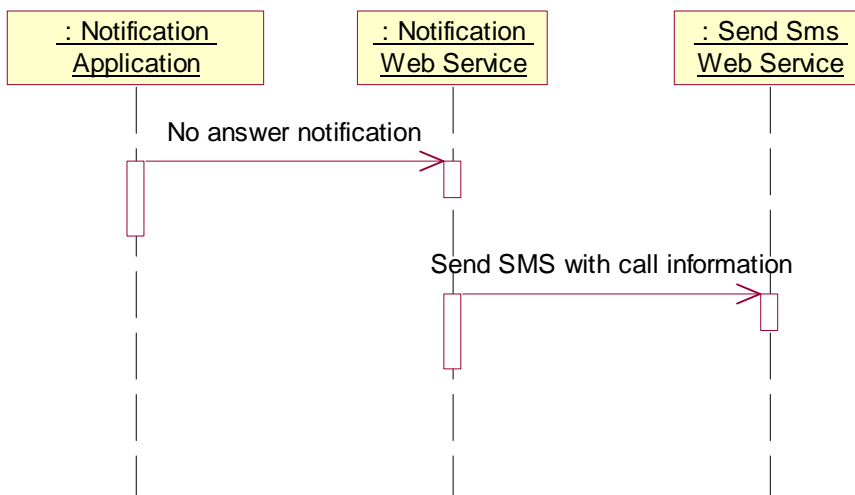 : Notification
Application
: Notification
Web Service
: Send Sms
Web Service
No answer notification
Send SMS with call information